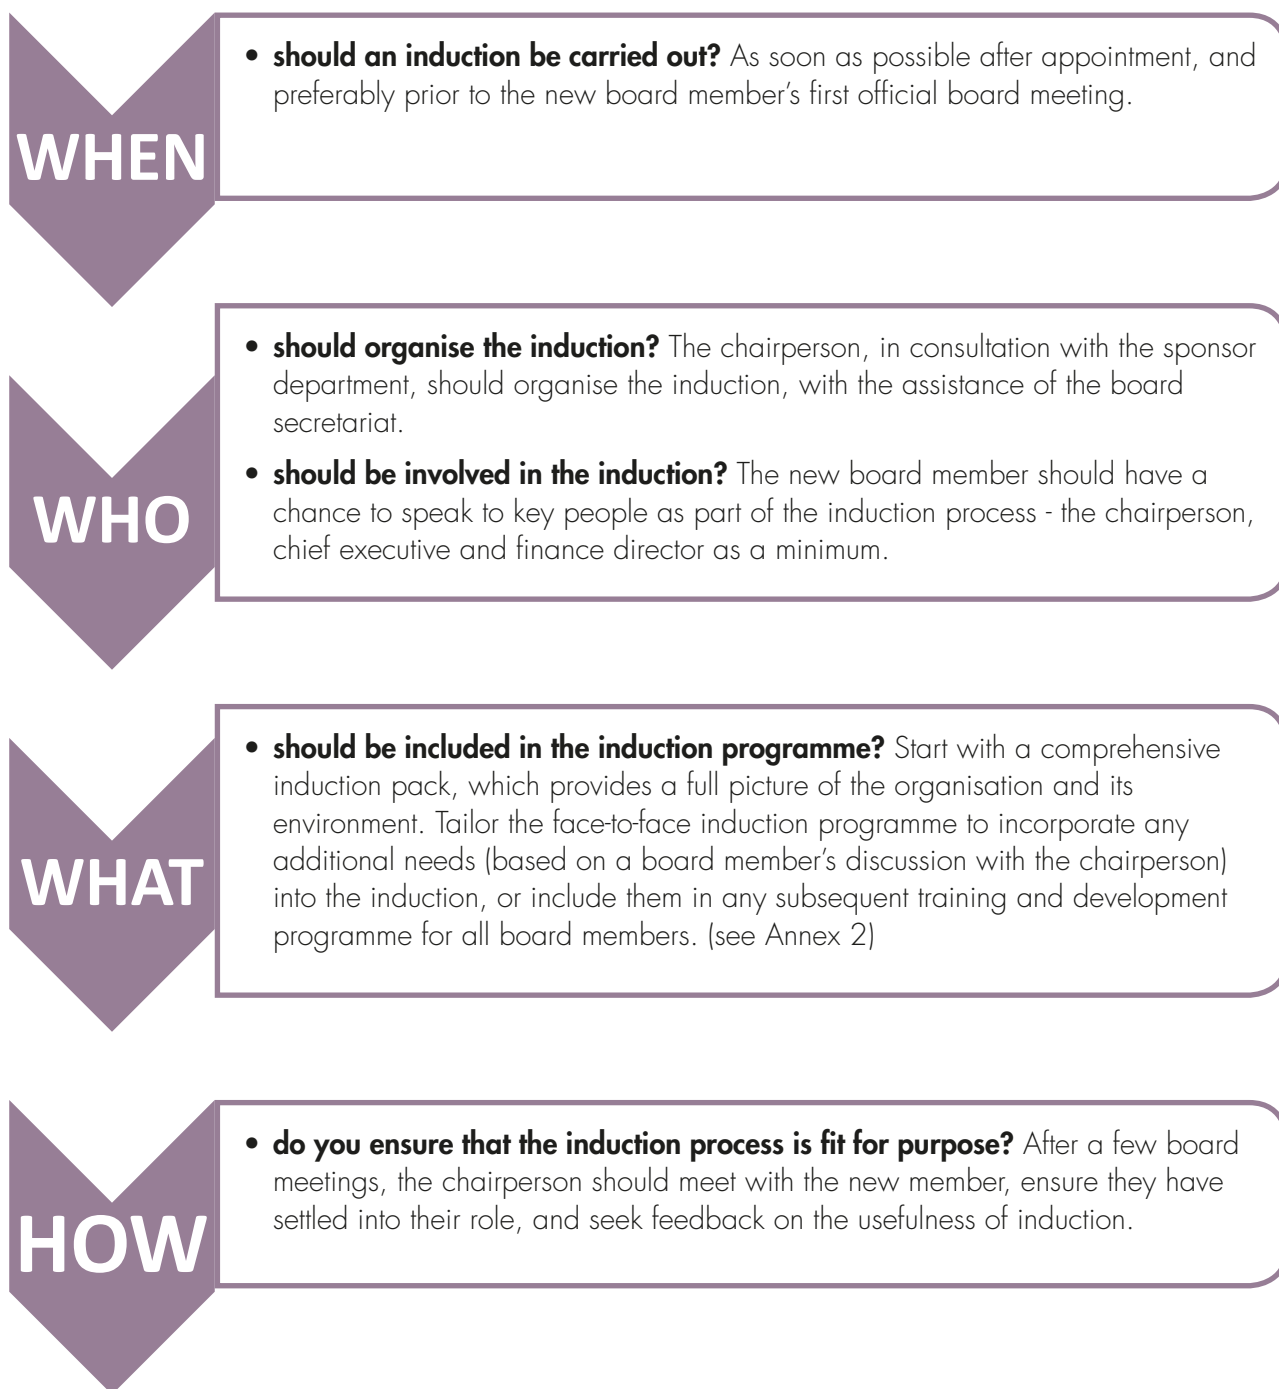 WHEN
• should an induction be carried out? As soon as possible after appointment, and
preferably prior to the new board member’s first official board meeting.
WHO
• should organise the induction? The chairperson, in consultation with the sponsor
department, should organise the induction, with the assistance of the board
secretariat.
• should be involved in the induction? The new board member should have a
chance to speak to key people as part of the induction process - the chairperson,
chief executive and finance director as a minimum.
WHAT
• should be included in the induction programme? Start with a comprehensive
induction pack, which provides a full picture of the organisation and its
environment. Tailor the face-to-face induction programme to incorporate any
additional needs (based on a board member’s discussion with the chairperson)
into the induction, or include them in any subsequent training and development
programme for all board members. (see Annex 2)
HOW
• do you ensure that the induction process is fit for purpose? After a few board
meetings, the chairperson should meet with the new member, ensure they have
settled into their role, and seek feedback on the usefulness of induction.